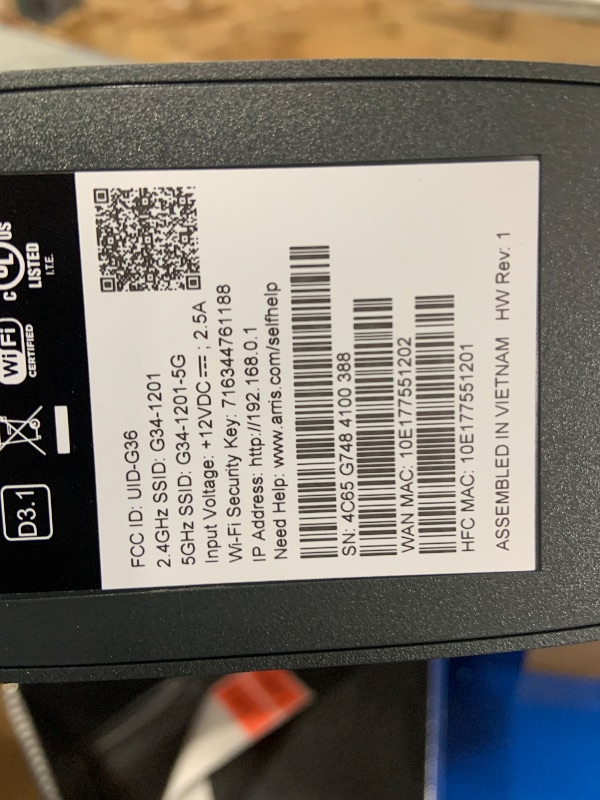 D3.1
Wi Fi
CERTIFIED
C UL US
LISTED
I.T.E.
FCC ID: UID-G36
2.4GHz SSID: G34-1201
5GHz SSID: G34-1201-5G
Input Voltage: +12VDC ⎓; 2.5A
Wi-Fi Security Key: 716344761188
IP Address: http://192.168.0.1
Need Help: www.arris.com/selfhelp
SN: 4C65 G748 4100 388
WAN MAC: 10E177551202
HFC MAC: 10E177551201
ASSEMBLED IN VIETNAM HW Rev: 1